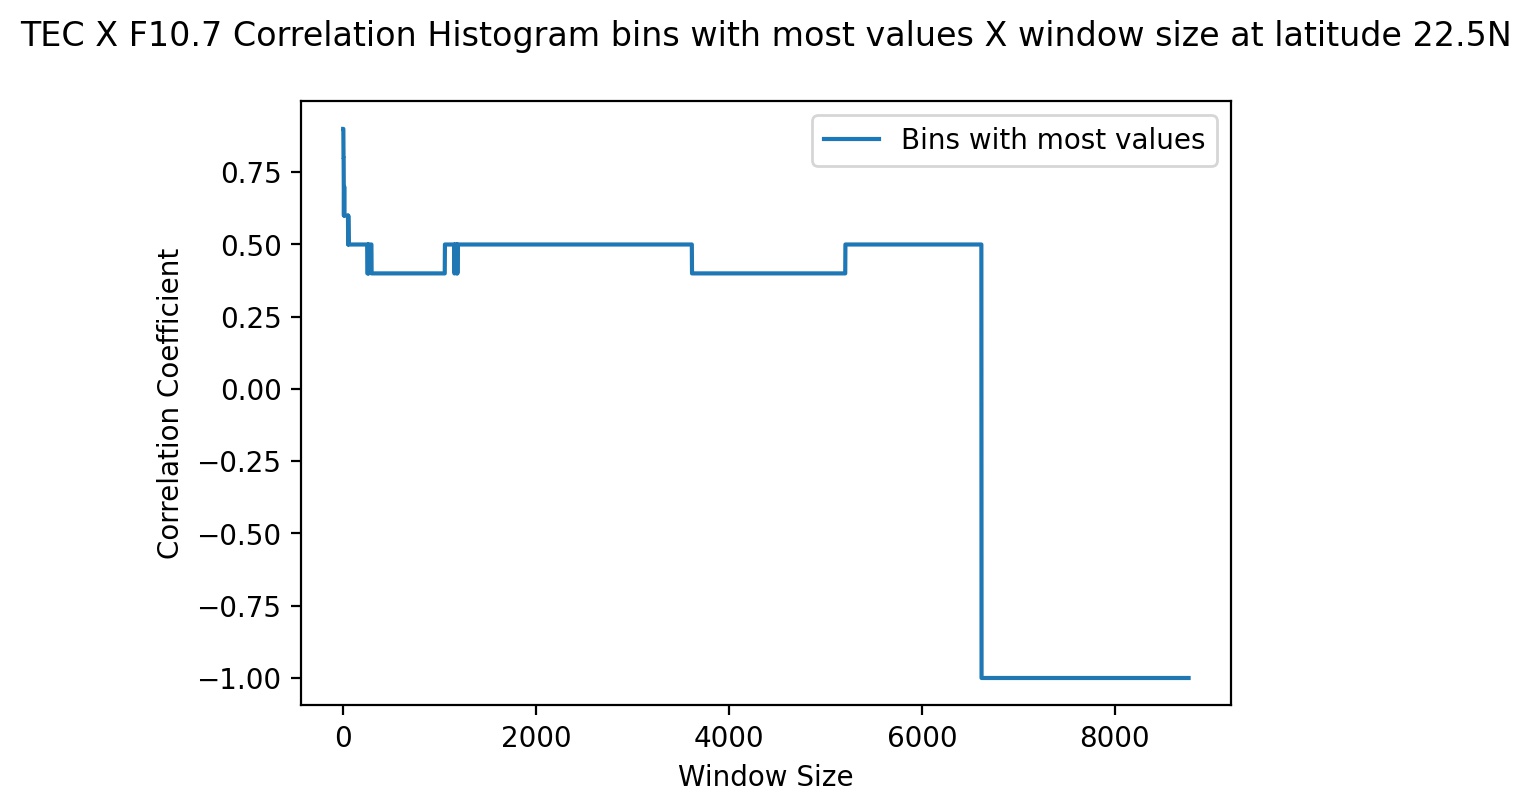 TEC X F10.7 Correlation Histogram bins with most values X window size at latitude 22.5N
Bins with most values
0.75
0.50
0.25
0.00
−0.25
−0.50
−0.75
−1.00
Correlation Coefficient
0 2000 4000 6000 8000
Window Size